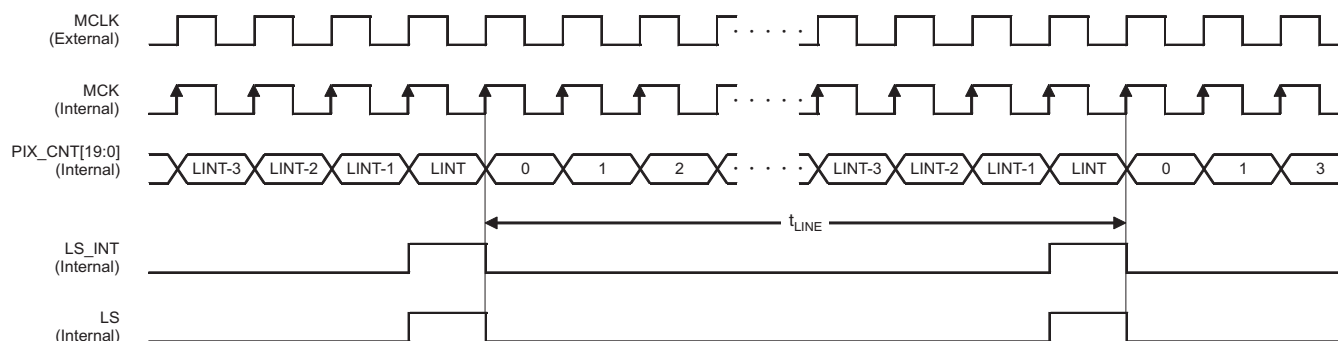 MCLK
(External)
MCK
(Internal)
PIX_CNT[19:0]
(Internal)
LINT-3 LINT-2 LINT-1 LINT 0 1 2 LINT-3 LINT-2 LINT-1 LINT 0 1 3
tLINE
LS_INT
(Internal)
LS
(Internal)